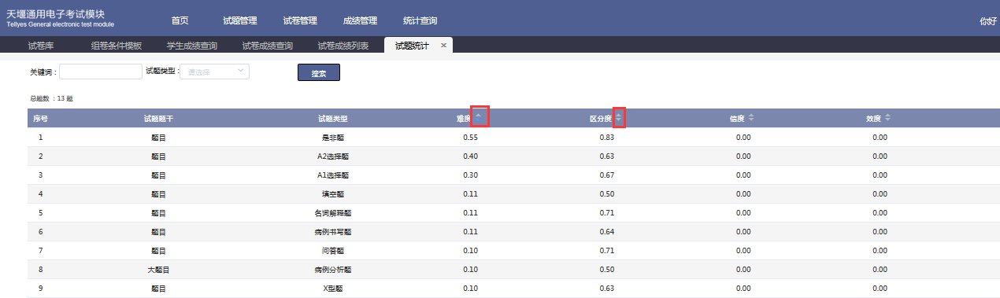 天堰通用电子考试模块
Tellyes General electronic test module
首页 试题管理 试卷管理 成绩管理 统计查询 你好
试卷库 组卷条件模板 学生成绩查询 试卷成绩查询 试卷成绩列表 试题统计 ×
关键词： 试题类型： 请选择 搜索
总题数 ：13 题
序号 试题题干 试题类型 难度 区分度 信度 效度
1 题目 是非题 0.55 0.83 0.00 0.00
2 题目 A2选择题 0.40 0.63 0.00 0.00
3 题目 A1选择题 0.30 0.67 0.00 0.00
4 题目 填空题 0.11 0.50 0.00 0.00
5 题目 名词解释题 0.11 0.71 0.00 0.00
6 题目 病例书写题 0.11 0.64 0.00 0.00
7 题目 问答题 0.10 0.71 0.00 0.00
8 大题目 病例分析题 0.10 0.50 0.00 0.00
9 题目 X型题 0.10 0.63 0.00 0.00